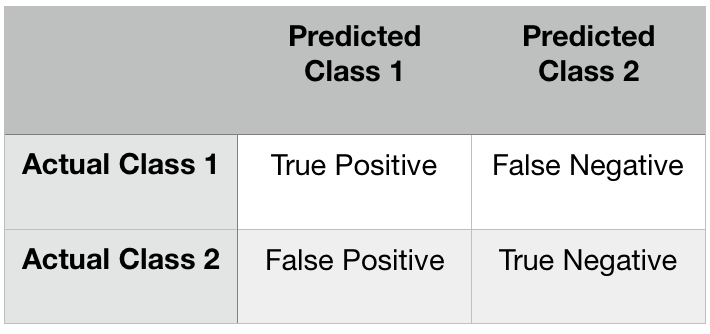 Predicted Class 1
Predicted Class 2
Actual Class 1
True Positive
False Negative
Actual Class 2
False Positive
True Negative